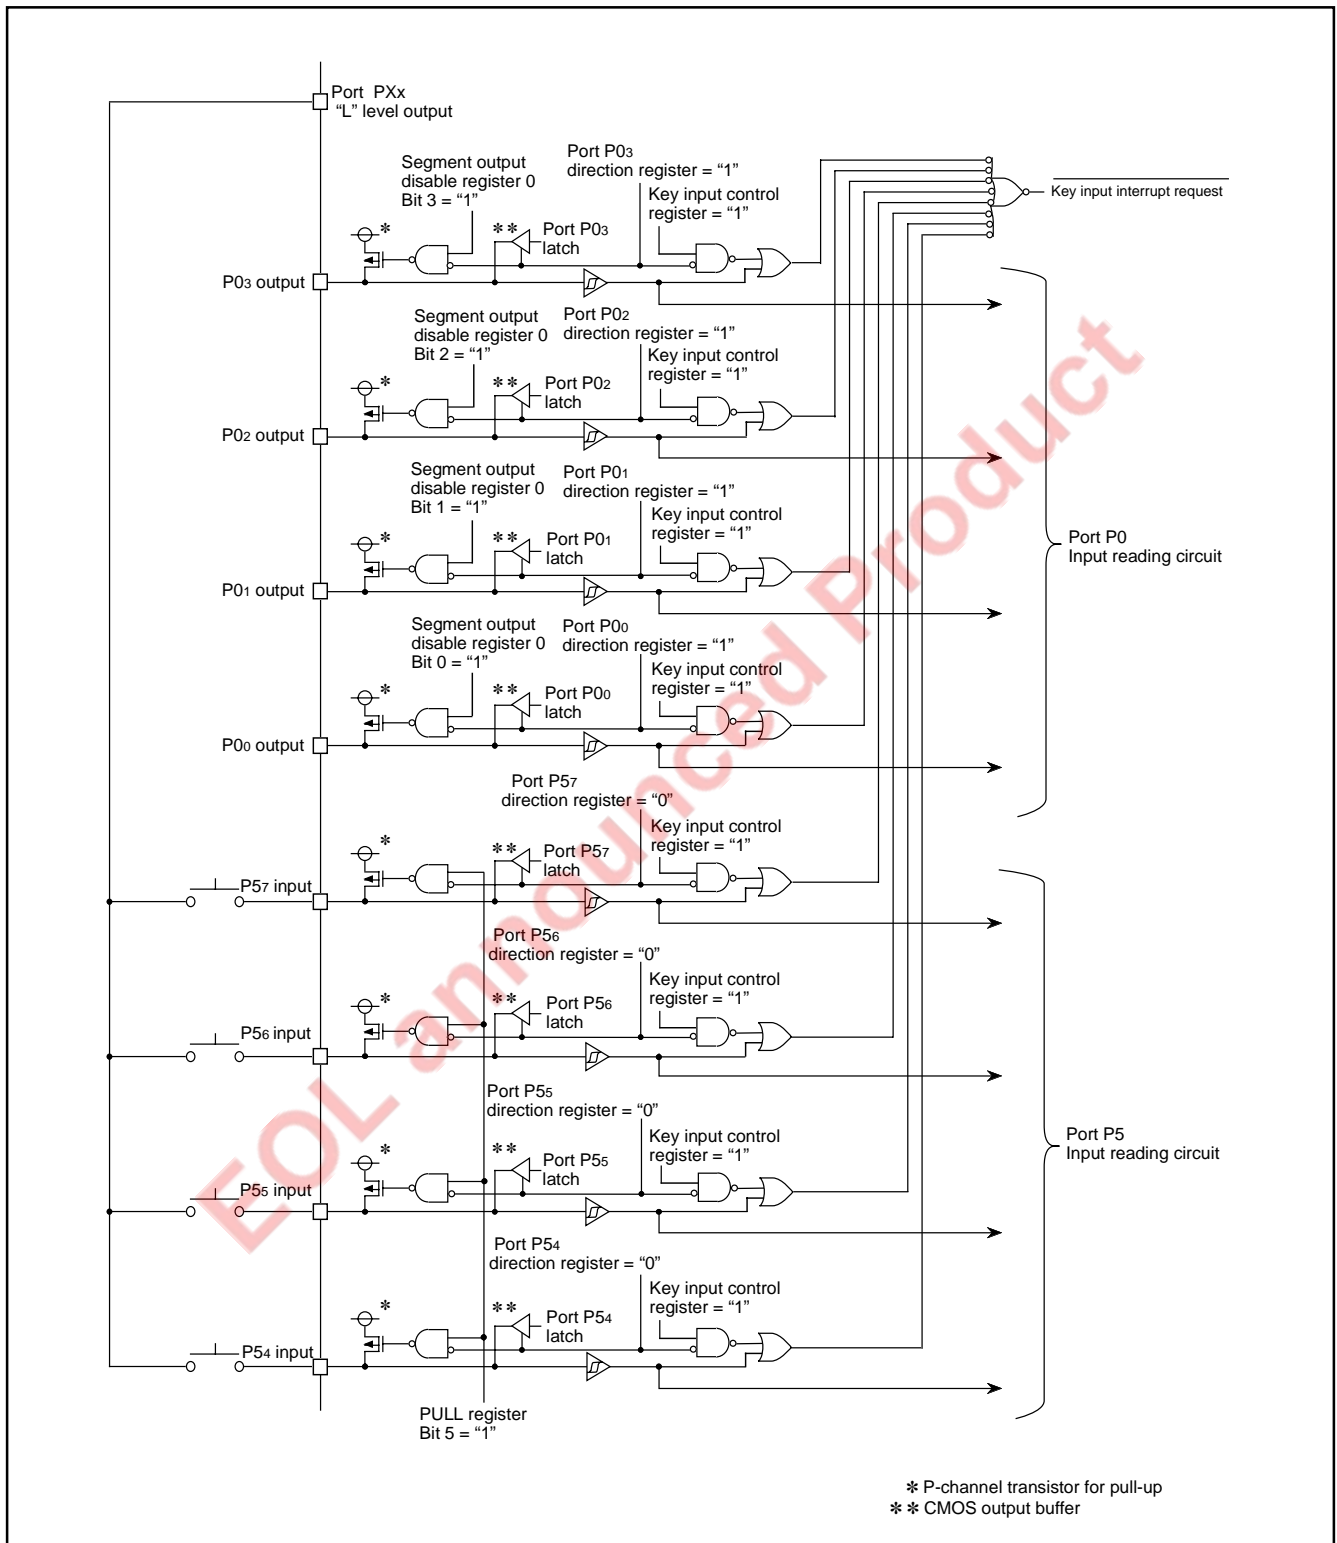 Port PXx
“L” level output
Segment output
disable register 0
Bit 3 = “1”
Port P03
direction register = “1”
Key input control
register = “1”
Key input interrupt request
*
* *
Port P03
latch
P03 output
Segment output
disable register 0
Bit 2 = “1”
Port P02
direction register = “1”
Key input control
register = “1”
*
* *
Port P02
latch
P02 output
Segment output
disable register 0
Bit 1 = “1”
Port P01
direction register = “1”
Key input control
register = “1”
*
* *
Port P01
latch
P01 output
Port P0
Input reading circuit
Segment output
disable register 0
Bit 0 = “1”
Port P00
direction register = “1”
Key input control
register = “1”
*
* *
Port P00
latch
P00 output
Port P57
direction register = “0”
Key input control
register = “1”
*
* *
Port P57
latch
P57 input
Port P56
direction register = “0”
Key input control
register = “1”
*
* *
Port P56
latch
P56 input
Port P55
direction register = “0”
Key input control
register = “1”
*
* *
Port P55
latch
P55 input
Port P5
Input reading circuit
Port P54
direction register = “0”
Key input control
register = “1”
*
* *
Port P54
latch
P54 input
PULL register
Bit 5 = “1”
* P-channel transistor for pull-up
* * CMOS output buffer
EOL announced Product